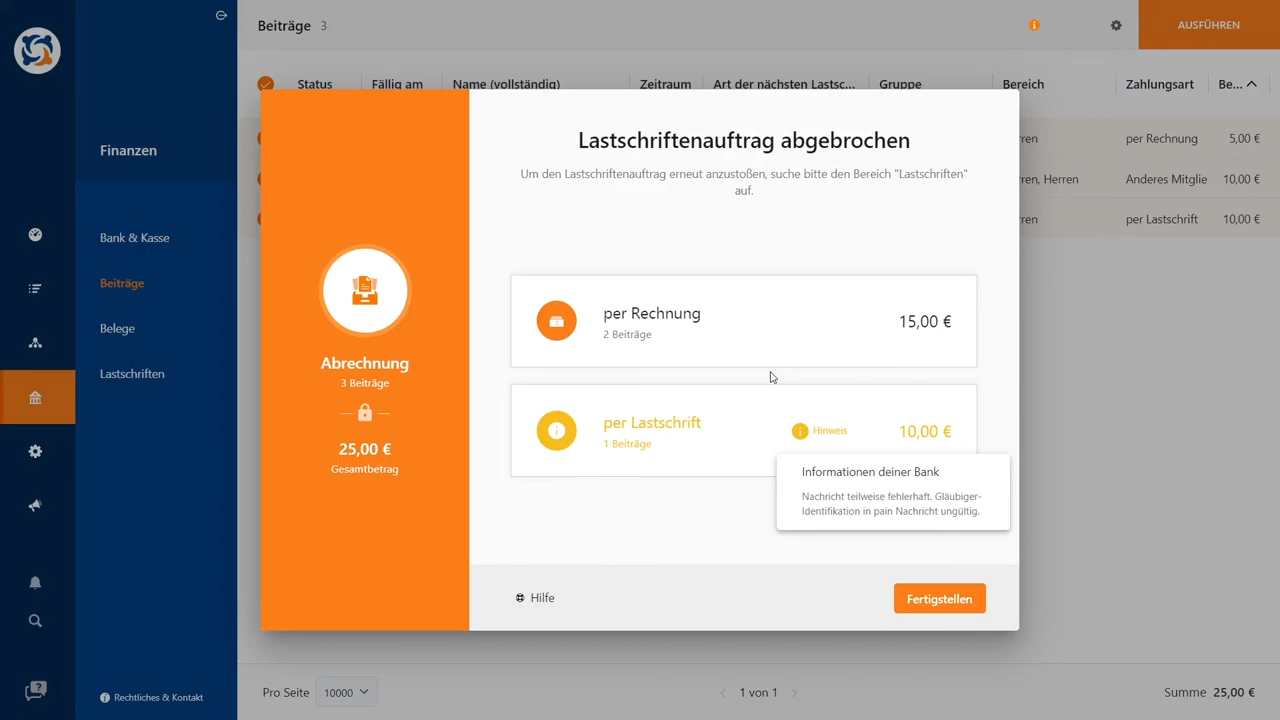 Beiträge 3
AUSFÜHREN
Status
Fällig am
Name (vollständig)
Zeitraum
Art der nächsten Lastsc...
Gruppe
Bereich
Zahlungsart
Be...
Finanzen
Bank & Kasse
Beiträge
Belege
Lastschriften
Rechtliches & Kontakt
rren
per Rechnung
5,00 €
ren, Herren
Anderes Mitglie
10,00 €
rren
per Lastschrift
10,00 €
Abrechnung
3 Beiträge
25,00 €
Gesamtbetrag
Lastschriftenauftrag abgebrochen
Um den Lastschriftenauftrag erneut anzustoßen, suche bitte den Bereich "Lastschriften"
auf.
per Rechnung
2 Beiträge
15,00 €
per Lastschrift
1 Beiträge
Hinweis
10,00 €
Informationen deiner Bank
Nachricht teilweise fehlerhaft. Gläubiger-
Identifikation in pain Nachricht ungültig.
Hilfe
Fertigstellen
Pro Seite
10000
1 von 1
Summe 25,00 €